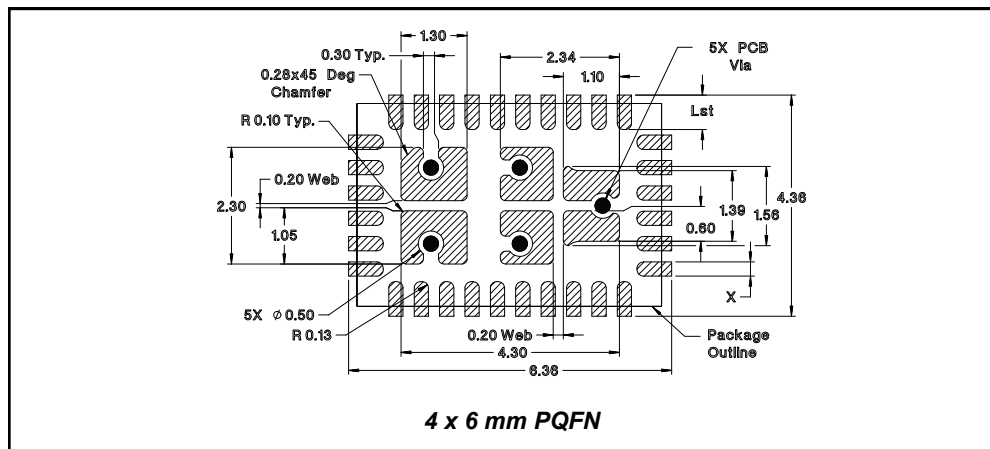 1.30
0.30 Typ.
2.34
5X PCB
Via
0.28x45 Deg
Chamfer
1.10
Lst
R 0.10 Typ.
0.20 Web
2.30
1.05
1.39
1.56
4.36
0.60
X
5X ⌀ 0.50
R 0.13
0.20 Web
Package
Outline
4.30
6.36
4 x 6 mm PQFN